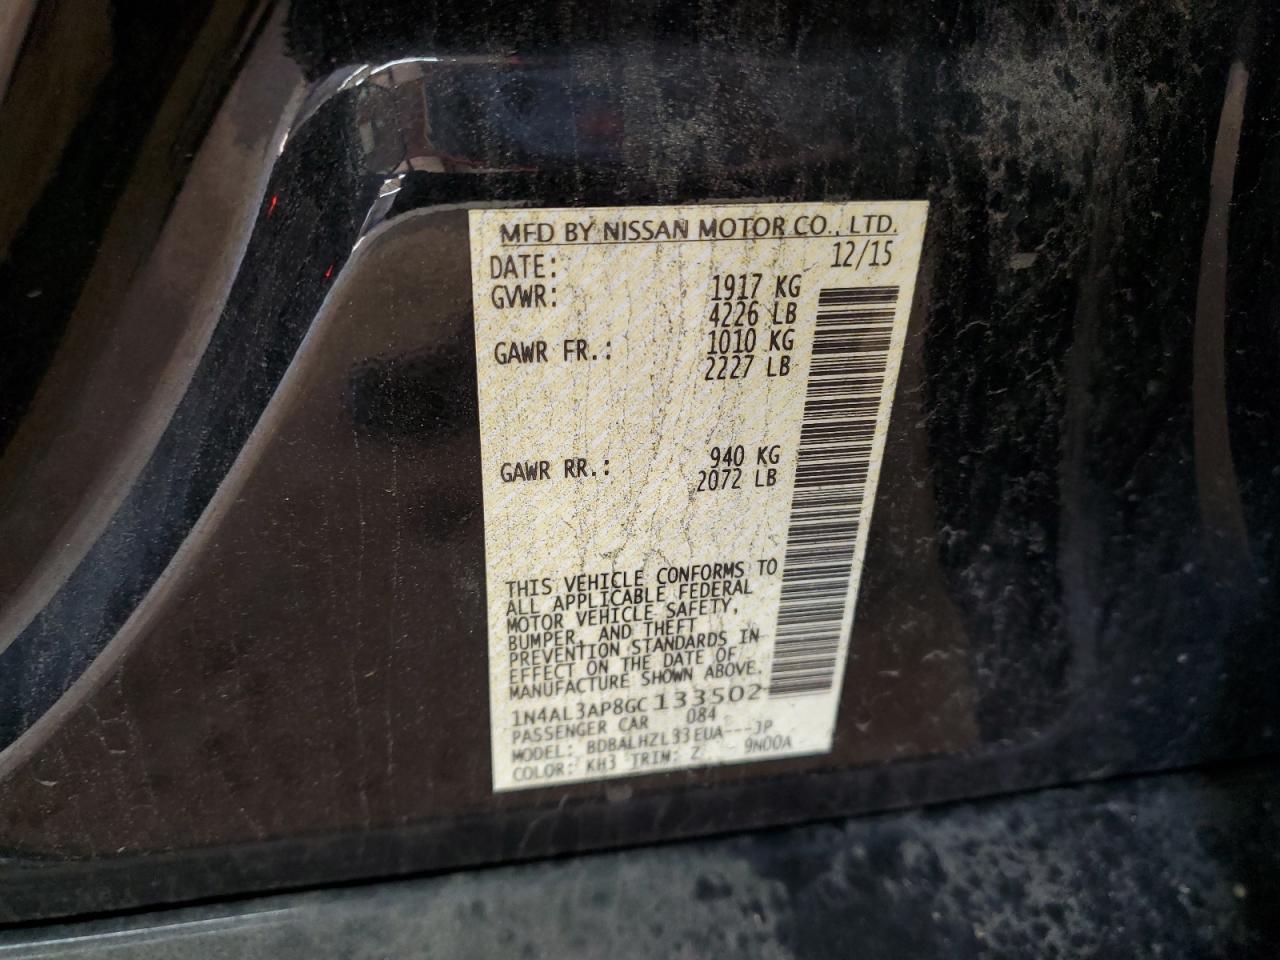 MFD BY NISSAN MOTOR CO., LTD.
DATE: 12/15
GVWR: 1917 KG
4226 LB
GAWR FR.: 1010 KG
2227 LB
GAWR RR.: 940 KG
2072 LB
THIS VEHICLE CONFORMS TO
ALL APPLICABLE FEDERAL
MOTOR VEHICLE SAFETY,
BUMPER, AND THEFT
PREVENTION STANDARDS IN
EFFECT ON THE DATE OF
MANUFACTURE SHOWN ABOVE.
1N4AL3AP8GC133502
PASSENGER CAR 084
MODEL: BDBALHZL33EUA---JP
COLOR: KH3 TRIM: Z 9N00A